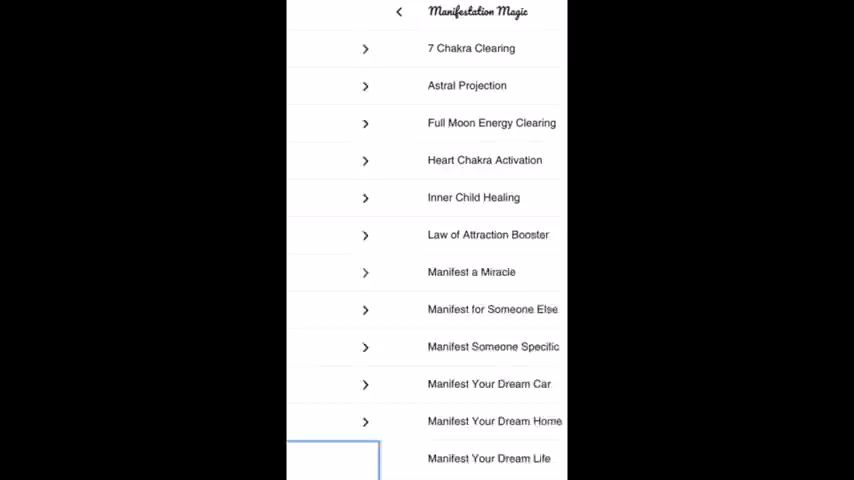 Manifestation Magic
7 Chakra Clearing
Astral Projection
Full Moon Energy Clearing
Heart Chakra Activation
Inner Child Healing
Law of Attraction Booster
Manifest a Miracle
Manifest for Someone Else
Manifest Someone Specific
Manifest Your Dream Car
Manifest Your Dream Home
Manifest Your Dream Life